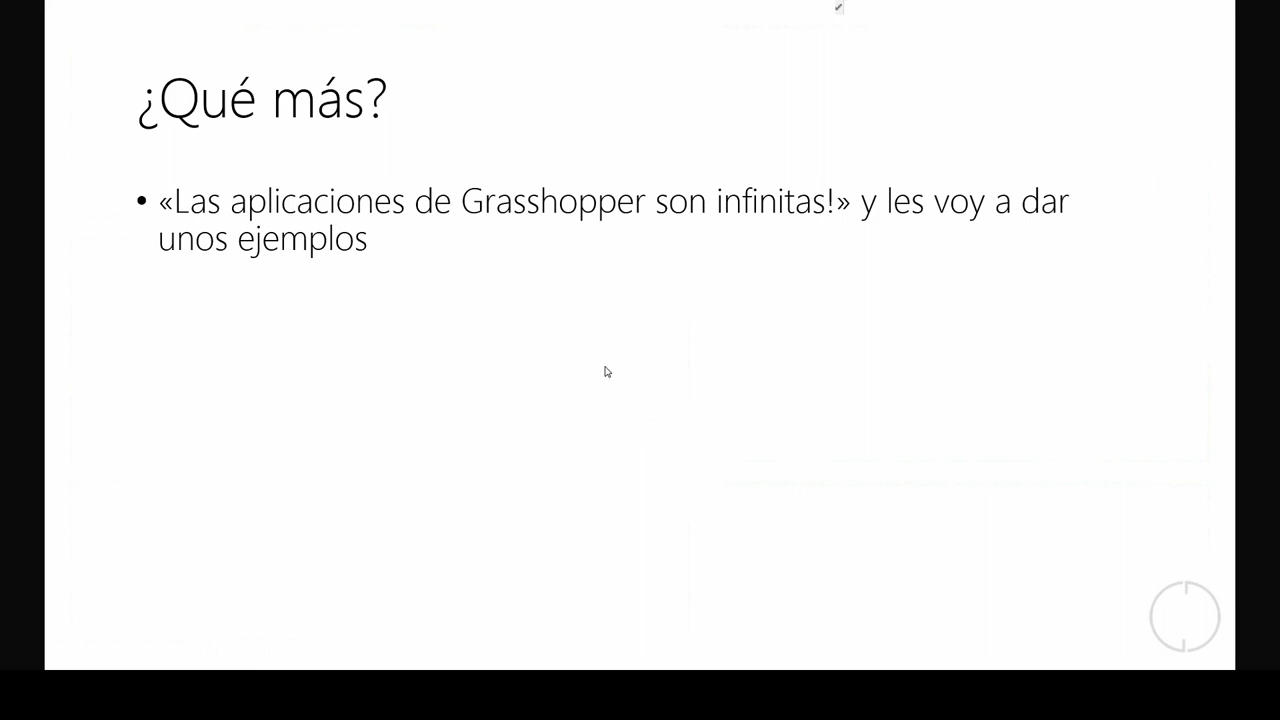 ¿Qué más?
• «Las aplicaciones de Grasshopper son infinitas!» y les voy a dar
unos ejemplos